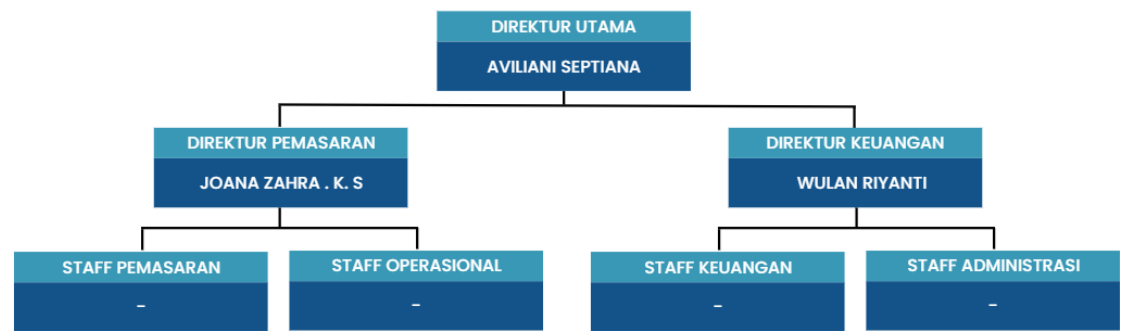 DIREKTUR UTAMA
AVILIANI SEPTIANA
DIREKTUR PEMASARAN
JOANA ZAHRA . K. S
DIREKTUR KEUANGAN
WULAN RIYANTI
STAFF PEMASARAN
-
STAFF OPERASIONAL
-
STAFF KEUANGAN
-
STAFF ADMINISTRASI
-